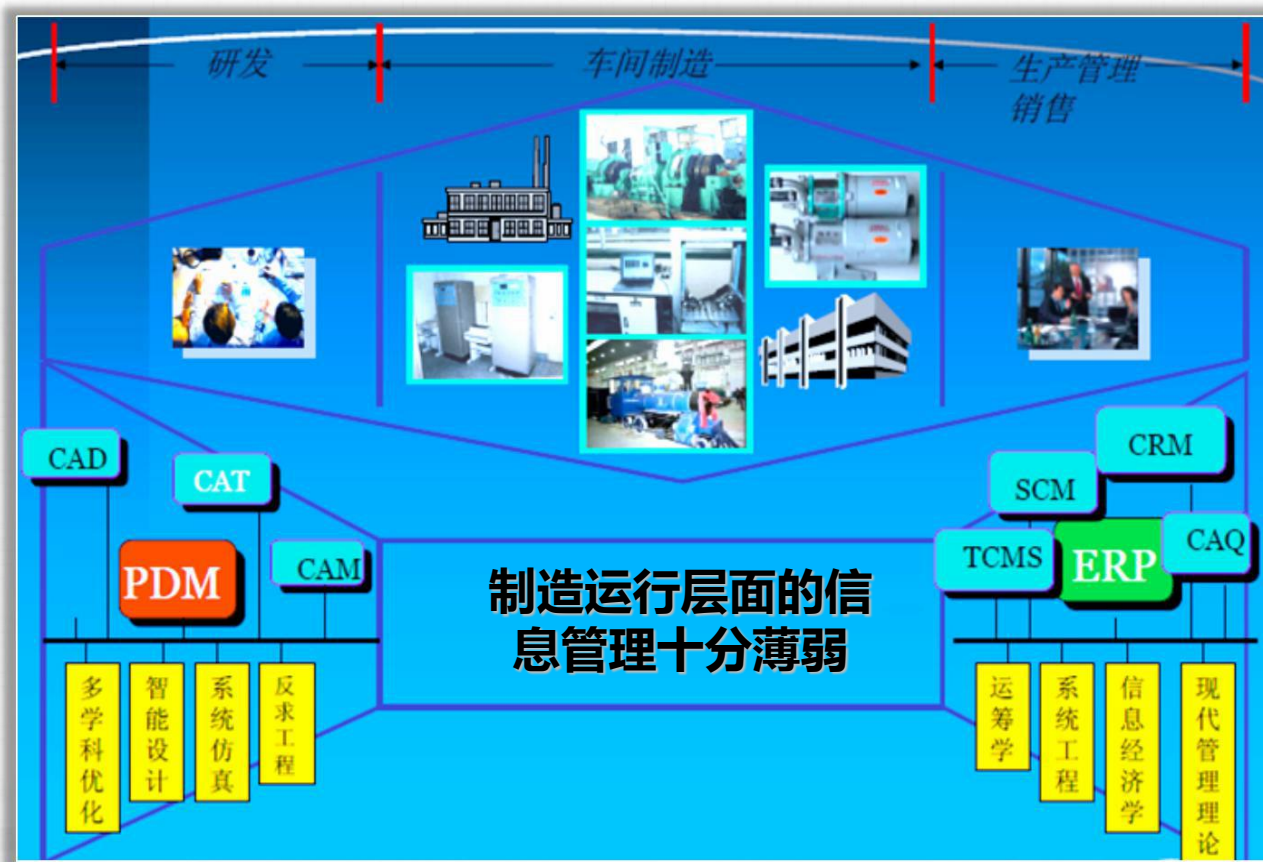 研发
车间制造
生产管理
销售
CAD
CAT
PDM
CAM
制造运行层面的信
息管理十分薄弱
CRM
SCM
TCMS
ERP
CAQ
多学科优化
智能设计
系统仿真
反求工程
运筹学
系统工程
信息经济学
现代管理理论